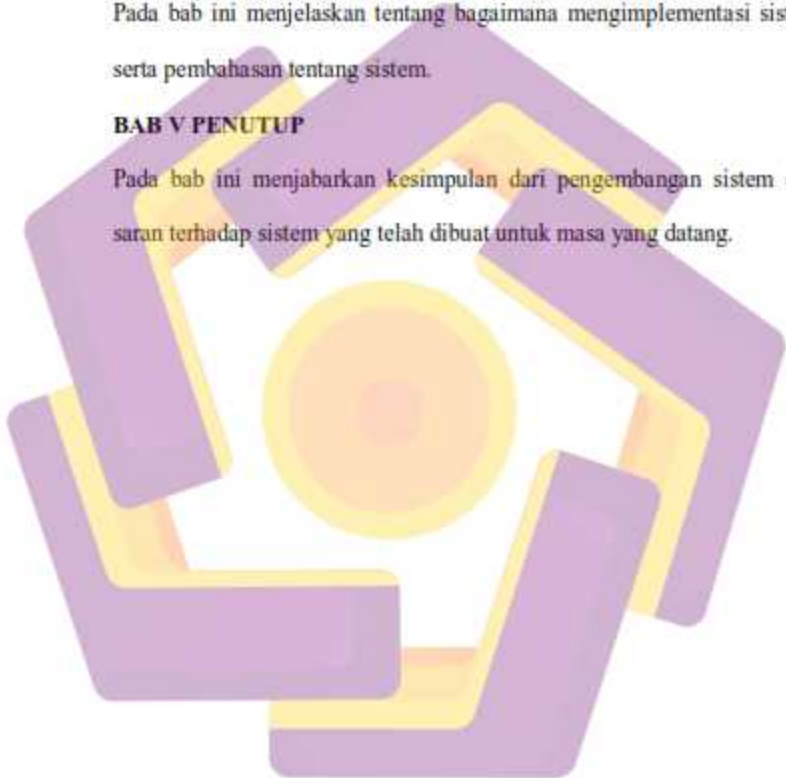 Pada bab ini menjelaskan tentang bagaimana mengimplementasi
serta pembahasan tentang sistem.
BAB V PENUTUP
Pada bab ini menjabarkan kesimpulan dari pengembangan sistem
saran terhadap sistem yang telah dibuat untuk masa yang datang.